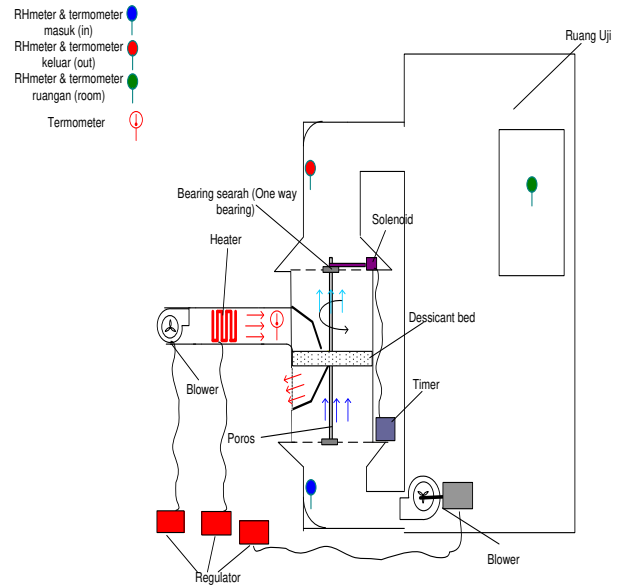 RHmeter & termometer
masuk (in)
RHmeter & termometer
keluar (out)
RHmeter & termometer
ruangan (room)
Termometer
Ruang Uji
Bearing searah (One way
bearing)
Solenoid
Heater
Dessicant bed
Blower
Timer
Poros
Blower
Regulator